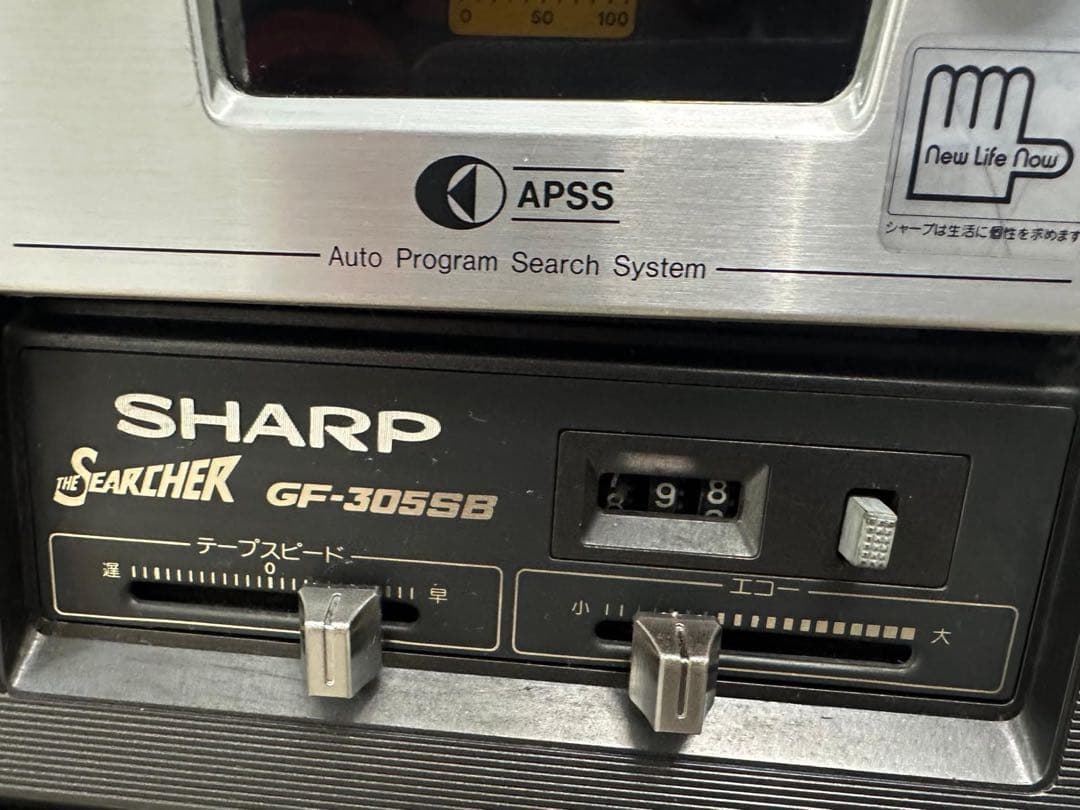 0 50 100
New Life Now
シャープは生活に個性を求めます
APSS
Auto Program Search System
SHARP
THE SEARCHER GF-305SB
9 8
テープスピード
遅 0 早
エコー
小 大